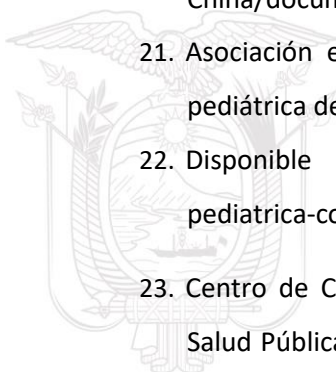 China/docum
21. Asociación e
pediátrica de
22. Disponible
pediatrica-co
23. Centro de C
Salud Pública